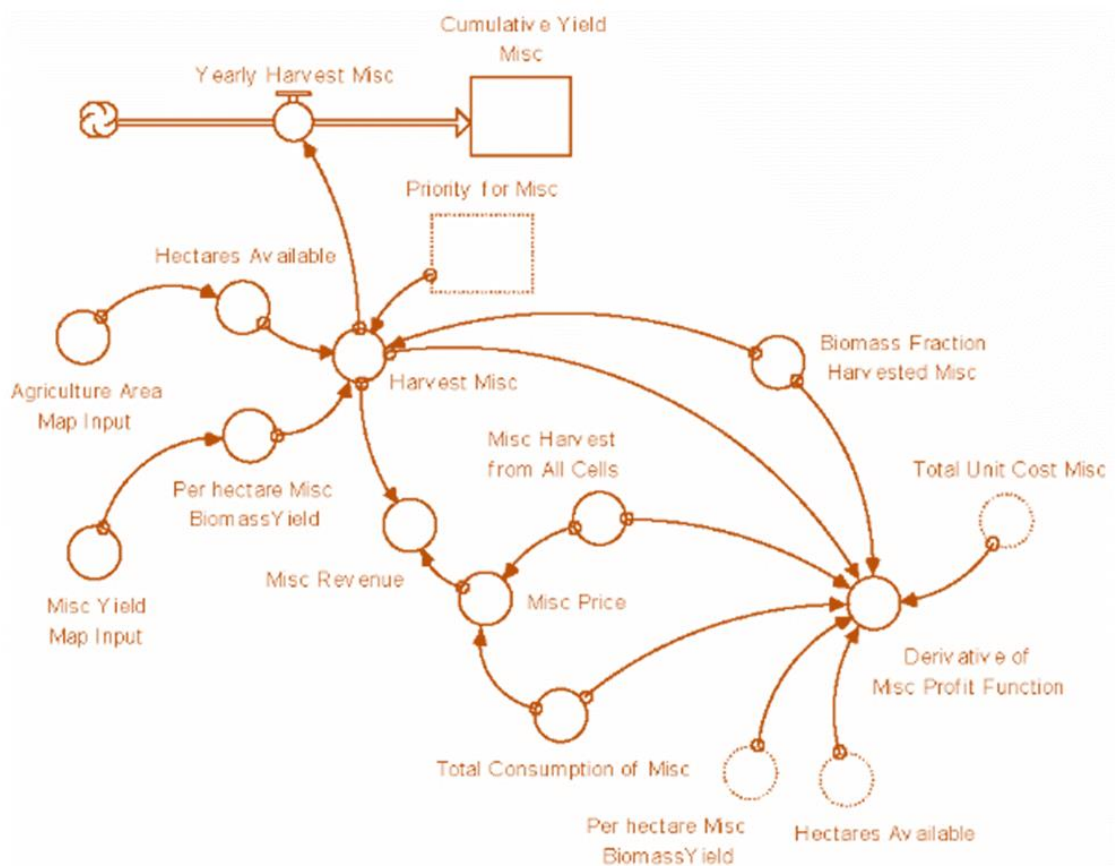 Cumulative Yield
Misc
Yearly Harvest Misc
Priority for Misc
Hectares Available
Biomass Fraction
Harvested Misc
Harvest Misc
Agriculture Area
Map Input
Misc Harvest
from All Cells
Total Unit Cost Misc
Per hectare Misc
BiomassYield
Misc Revenue
Misc Price
Misc Yield
Map Input
Derivative of
Misc Profit Function
Total Consumption of Misc
Per hectare Misc
BiomassYield
Hectares Available